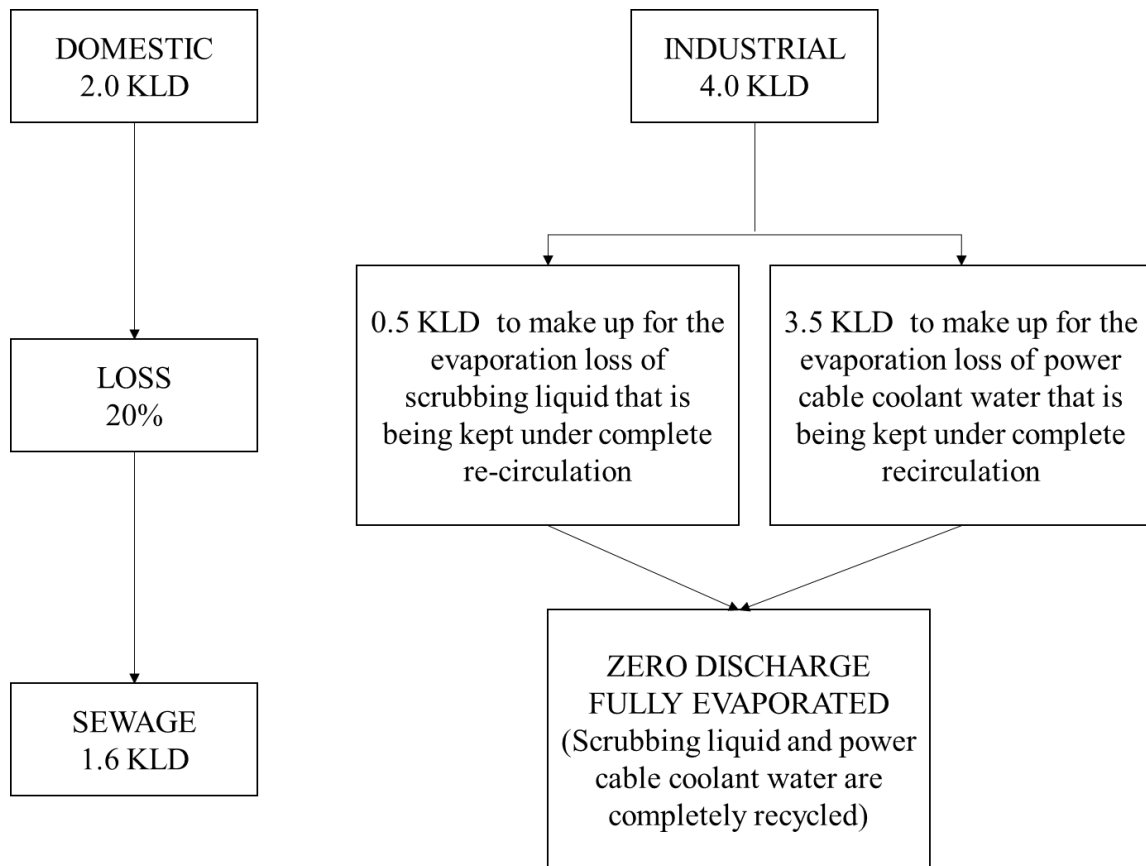 DOMESTIC
2.0 KLD
INDUSTRIAL
4.0 KLD
LOSS
20%
0.5 KLD to make up for the
evaporation loss of
scrubbing liquid that is
being kept under complete
re-circulation
3.5 KLD to make up for the
evaporation loss of power
cable coolant water that is
being kept under complete
recirculation
SEWAGE
1.6 KLD
ZERO DISCHARGE
FULLY EVAPORATED
(Scrubbing liquid and power
cable coolant water are
completely recycled)